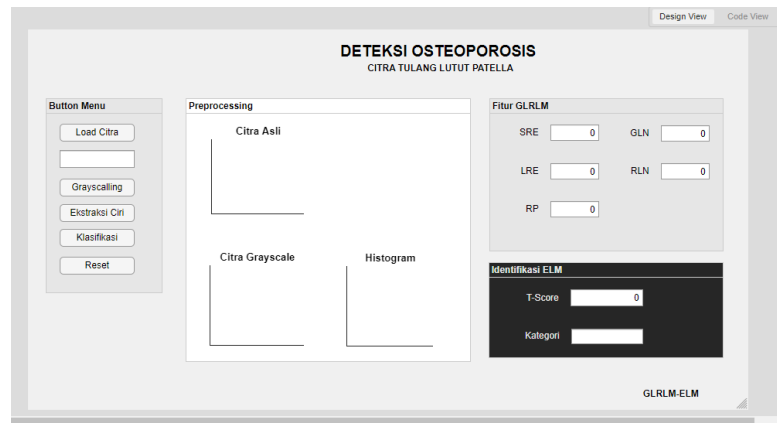 Design View
Code View
DETEKSI OSTEOPOROSIS
CITRA TULANG LUTUT PATELLA
Button Menu
Load Citra
Grayscalling
Ekstraksi Ciri
Klasifikasi
Reset
Preprocessing
Citra Asli
Citra Grayscale
Histogram
Fitur GLRLM
SRE 0 GLN 0
LRE 0 RLN 0
RP 0
Identifikasi ELM
T-Score 0
Kategori
GLRLM-ELM